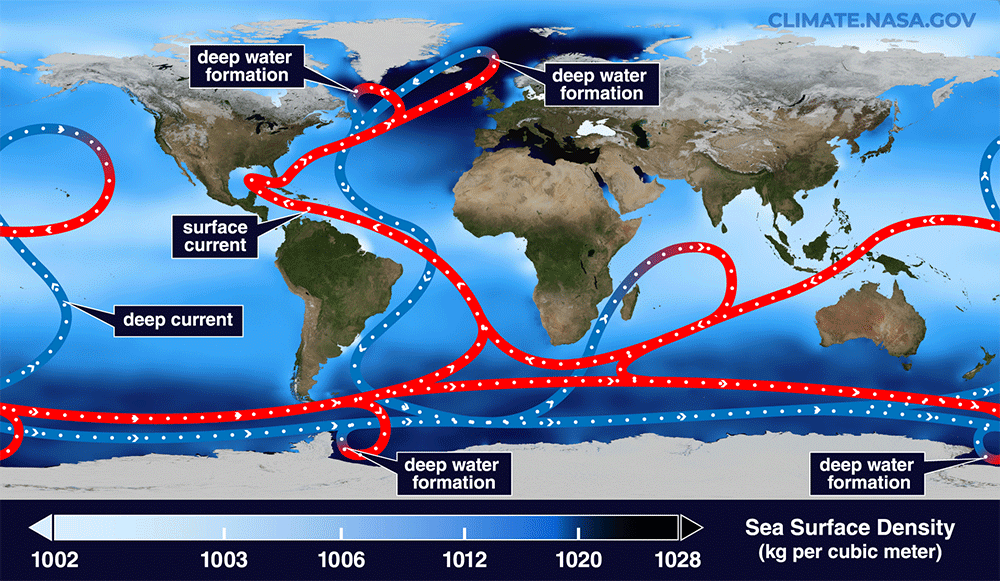 CLIMATE.NASA.GOV
deep water
formation
deep water
formation
surface
current
deep current
deep water
formation
deep water
formation
1002 1003 1006 1012 1020 1028
Sea Surface Density
(kg per cubic meter)